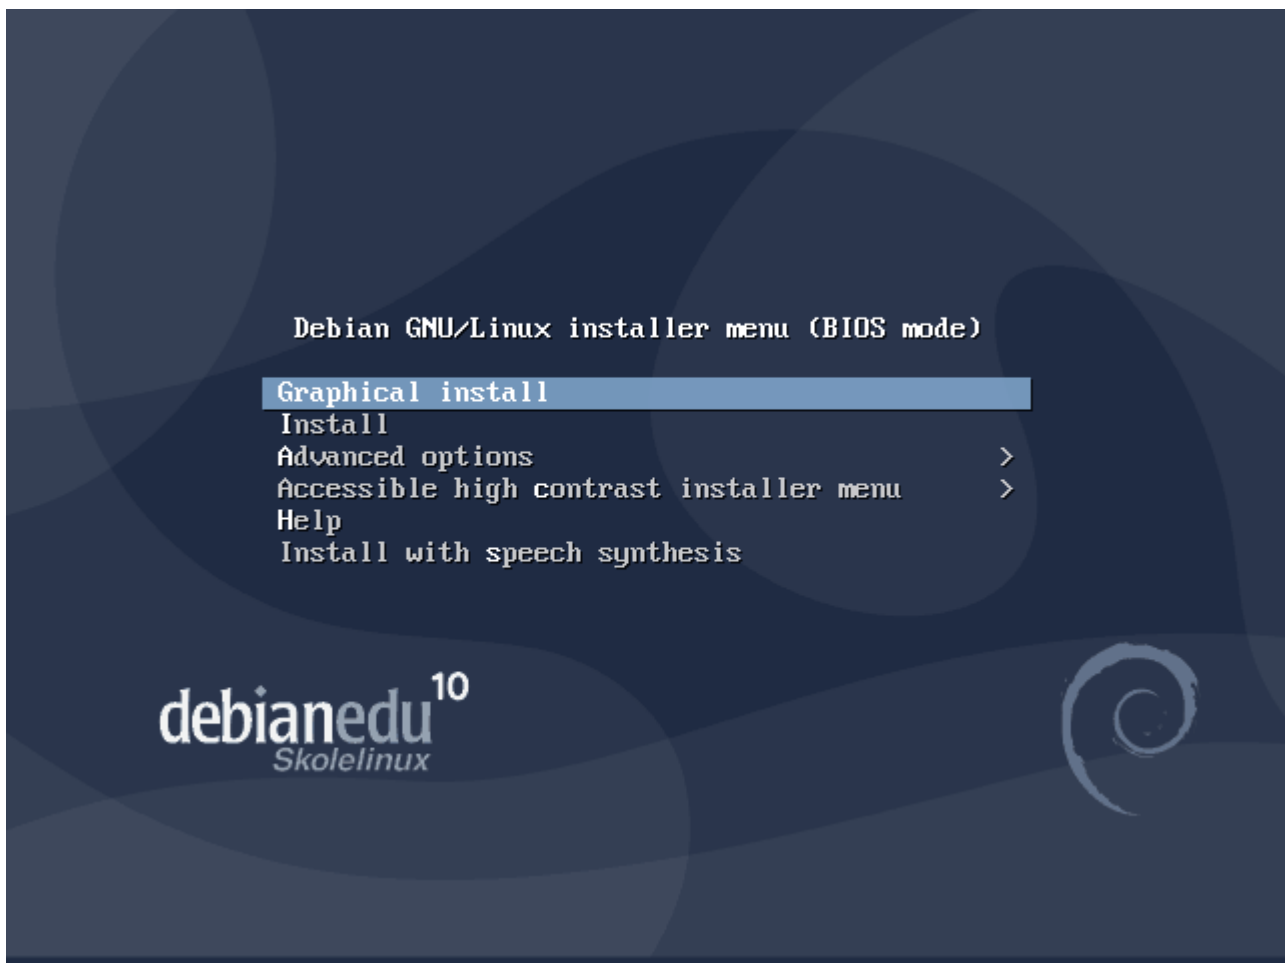 Debian GNU/Linux installer menu (BIOS mode)
Graphical install
Install
Advanced options >
Accessible high contrast installer menu >
Help
Install with speech synthesis
debianedu 10
Skolelinux